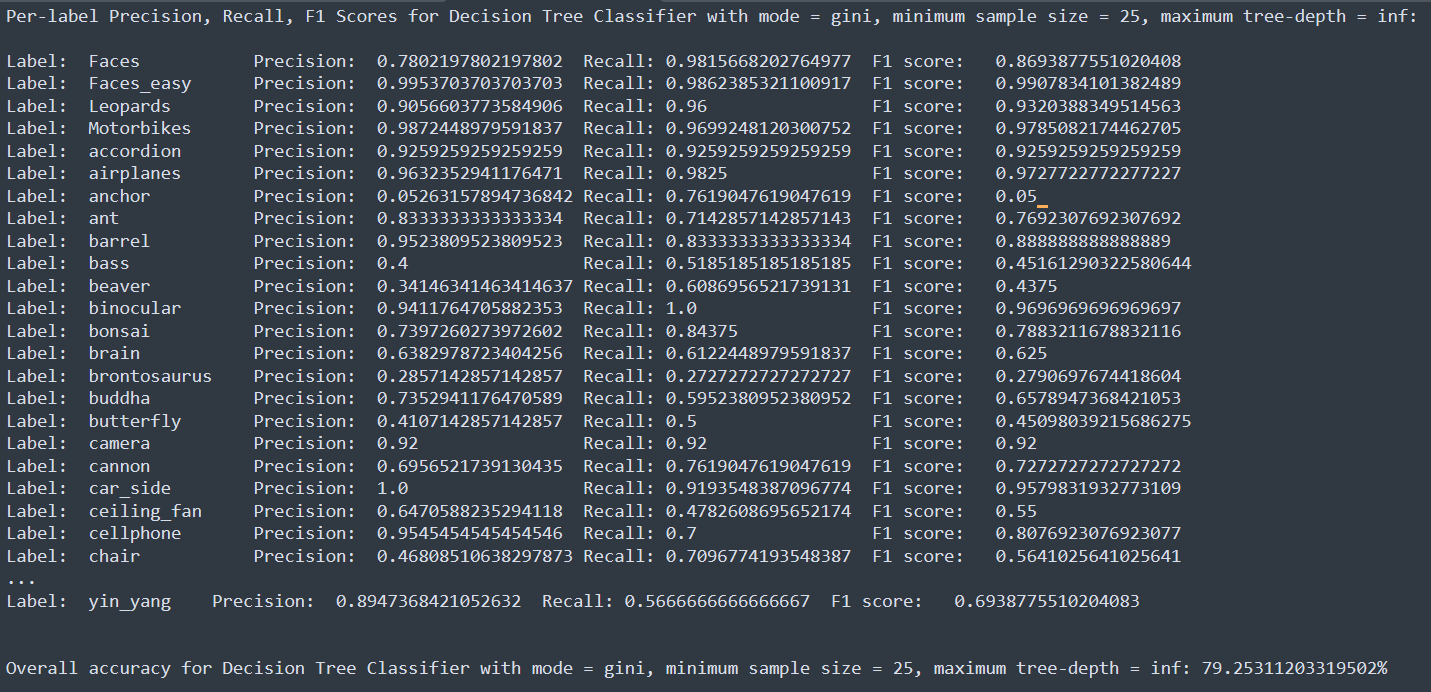 Per-label Precision, Recall, F1 Scores for Decision Tree Classifier with mode = gini, minimum sample size = 25, maximum tree-depth = inf:
Label: Faces Precision: 0.7802197802197802 Recall: 0.9815668202764977 F1 score: 0.8693877551020408
Label: Faces_easy Precision: 0.9953703703703703 Recall: 0.9862385321100917 F1 score: 0.9907834101382489
Label: Leopards Precision: 0.9056603773584906 Recall: 0.96 F1 score: 0.9320388349514563
Label: Motorbikes Precision: 0.9872448979591837 Recall: 0.9699248120300752 F1 score: 0.9785082174462705
Label: accordion Precision: 0.9259259259259259 Recall: 0.9259259259259259 F1 score: 0.9259259259259259
Label: airplanes Precision: 0.9632352941176471 Recall: 0.9825 F1 score: 0.9727722772277227
Label: anchor Precision: 0.05263157894736842 Recall: 0.7619047619047619 F1 score: 0.05
Label: ant Precision: 0.8333333333333334 Recall: 0.7142857142857143 F1 score: 0.7692307692307692
Label: barrel Precision: 0.9523809523809523 Recall: 0.8333333333333334 F1 score: 0.888888888888889
Label: bass Precision: 0.4 Recall: 0.5185185185185185 F1 score: 0.45161290322580644
Label: beaver Precision: 0.34146341463414637 Recall: 0.6086956521739131 F1 score: 0.4375
Label: binocular Precision: 0.9411764705882353 Recall: 1.0 F1 score: 0.9696969696969697
Label: bonsai Precision: 0.7397260273972602 Recall: 0.84375 F1 score: 0.7883211678832116
Label: brain Precision: 0.6382978723404256 Recall: 0.6122448979591837 F1 score: 0.625
Label: brontosaurus Precision: 0.2857142857142857 Recall: 0.2727272727272727 F1 score: 0.2790697674418604
Label: buddha Precision: 0.7352941176470589 Recall: 0.5952380952380952 F1 score: 0.6578947368421053
Label: butterfly Precision: 0.4107142857142857 Recall: 0.5 F1 score: 0.45098039215686275
Label: camera Precision: 0.92 Recall: 0.92 F1 score: 0.92
Label: cannon Precision: 0.6956521739130435 Recall: 0.7619047619047619 F1 score: 0.7272727272727272
Label: car_side Precision: 1.0 Recall: 0.9193548387096774 F1 score: 0.9579831932773109
Label: ceiling_fan Precision: 0.6470588235294118 Recall: 0.4782608695652174 F1 score: 0.55
Label: cellphone Precision: 0.9545454545454546 Recall: 0.7 F1 score: 0.8076923076923077
Label: chair Precision: 0.46808510638297873 Recall: 0.7096774193548387 F1 score: 0.5641025641025641
...
Label: yin_yang Precision: 0.8947368421052632 Recall: 0.5666666666666667 F1 score: 0.6938775510204083
Overall accuracy for Decision Tree Classifier with mode = gini, minimum sample size = 25, maximum tree-depth = inf: 79.25311203319502%